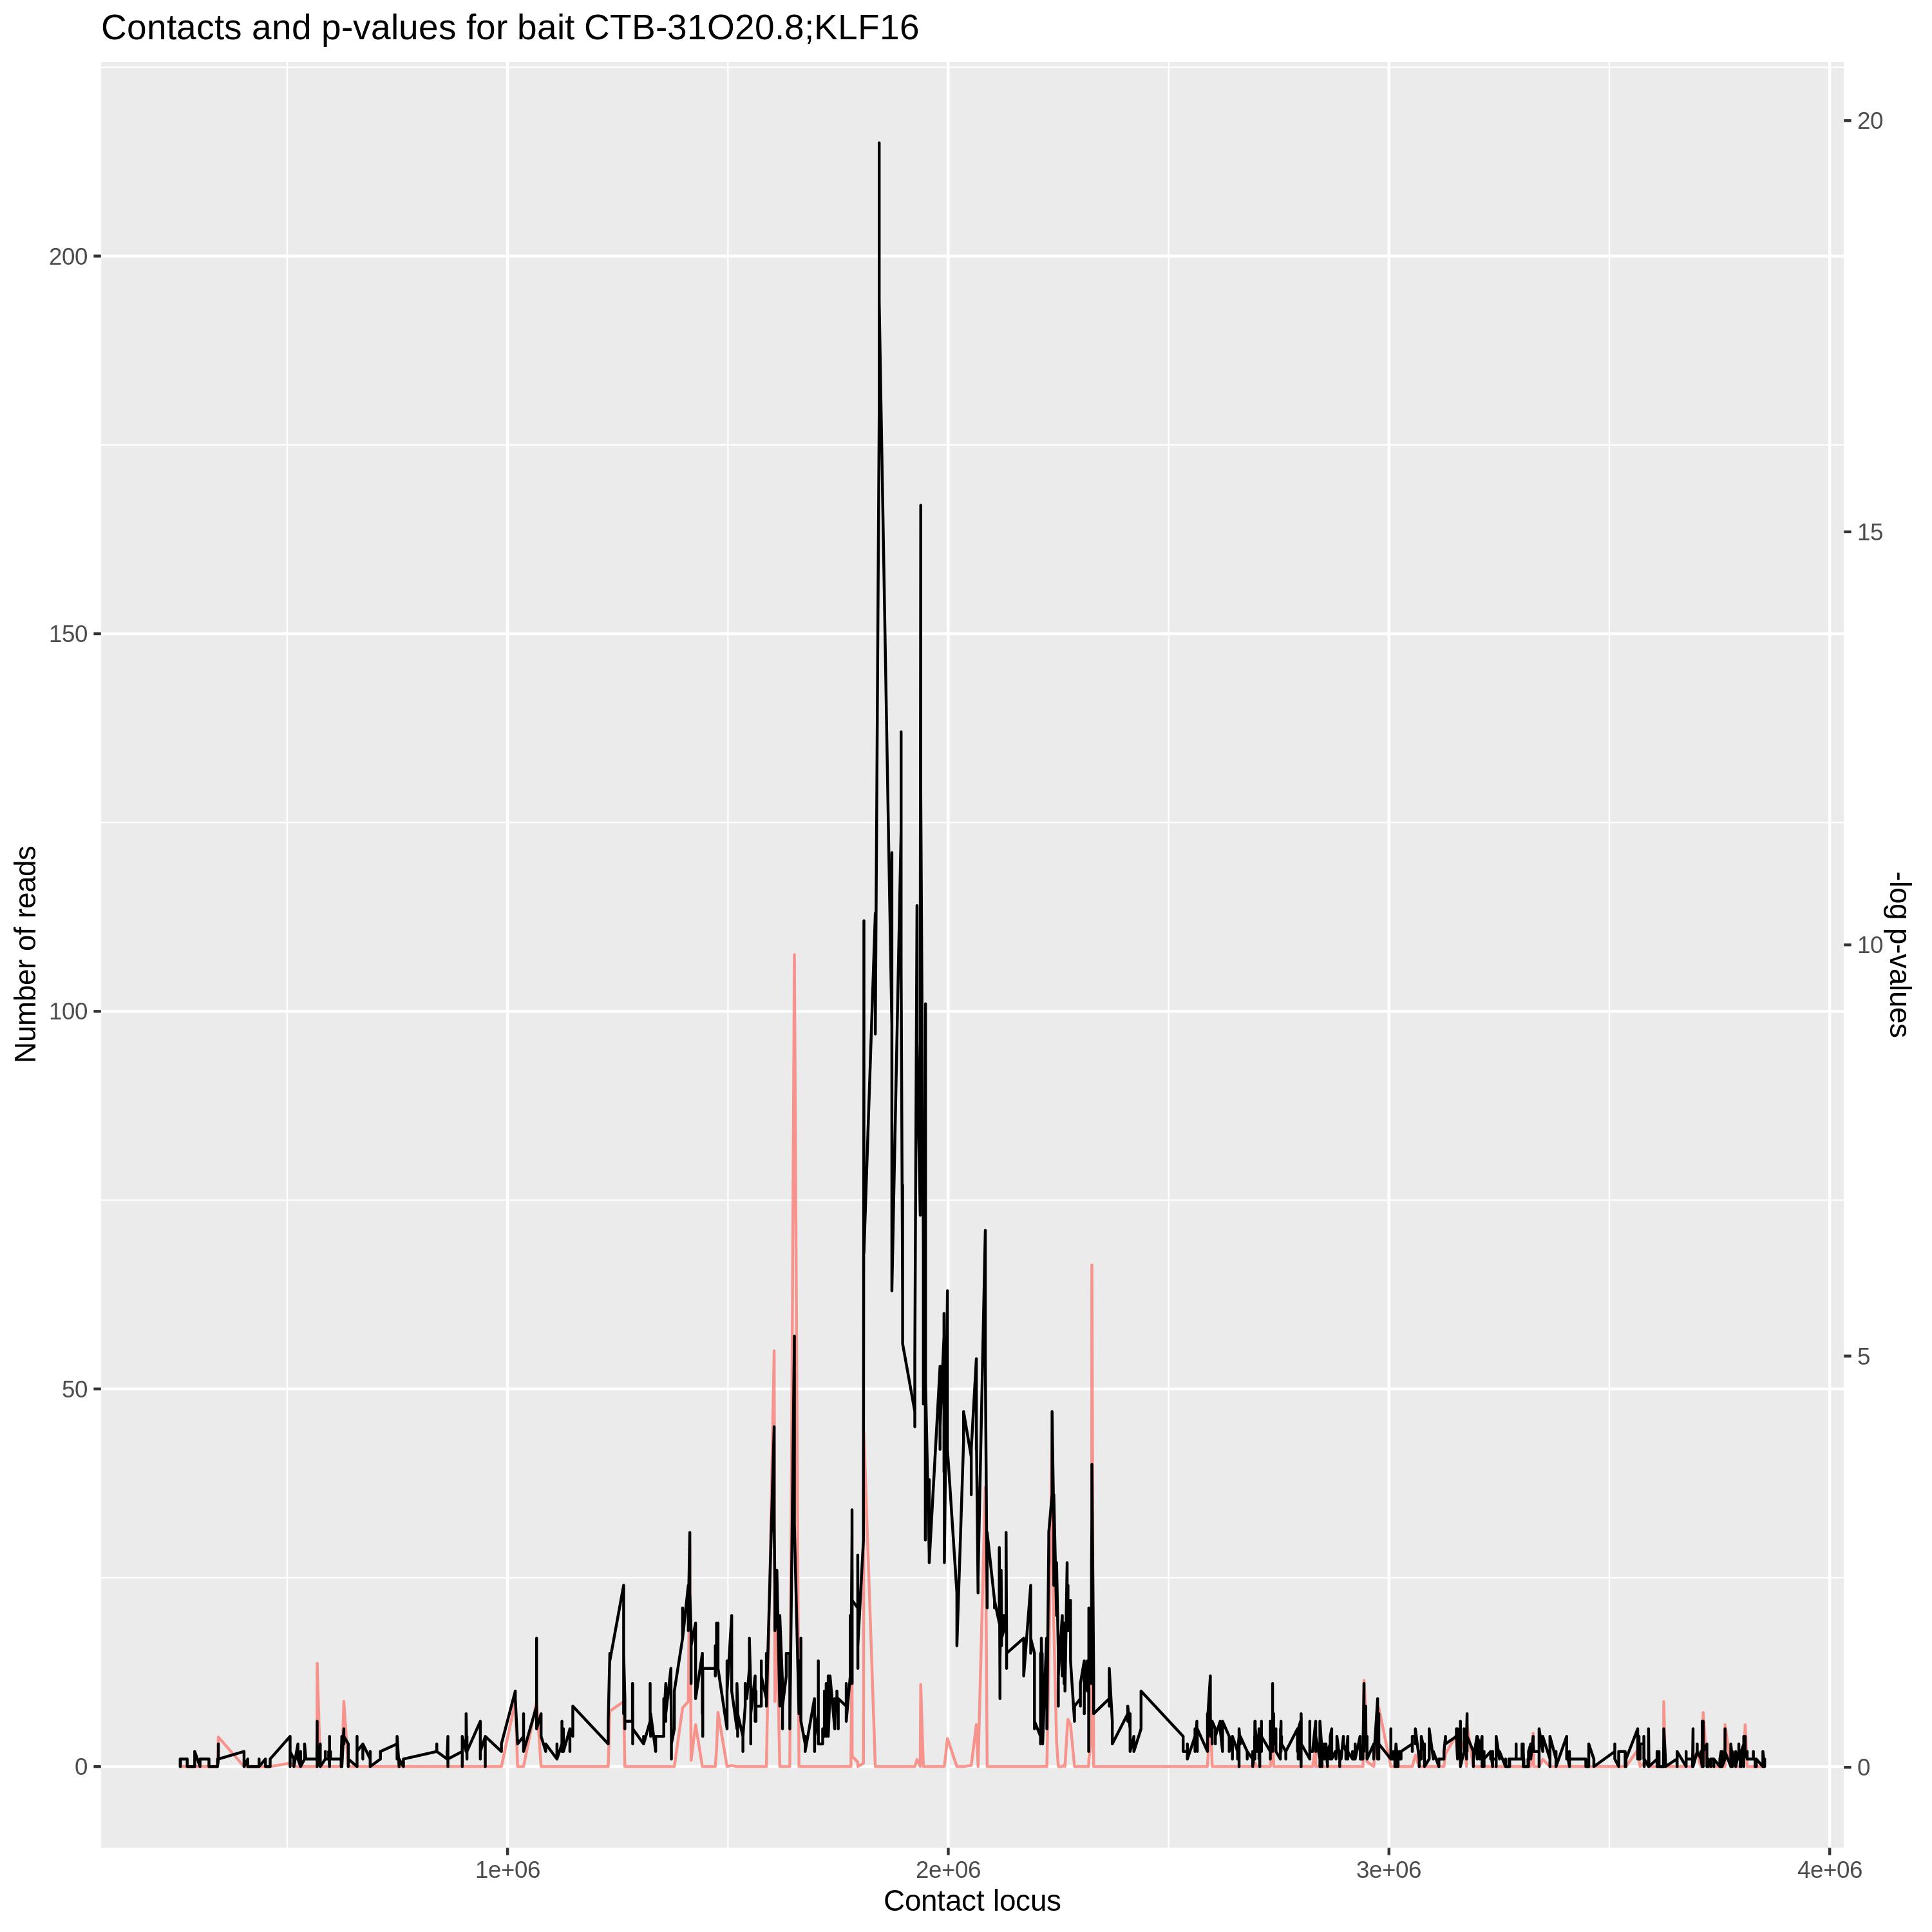 Contacts and p-values for bait CTB-31O20.8;KLF16
Number of reads
200
150
100
50
0
20
15
10
5
0
-log p-values
1e+06
2e+06
3e+06
4e+06
Contact locus